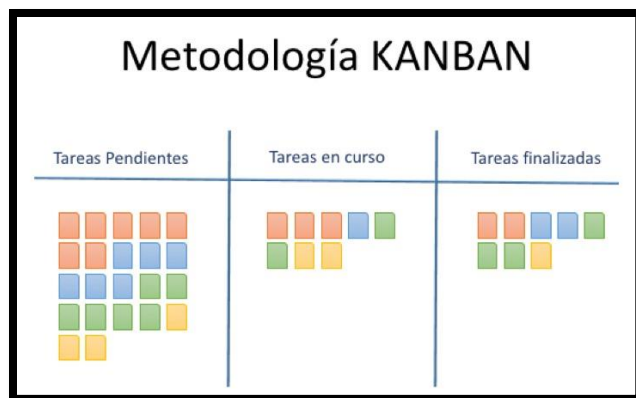 Metodología KANBAN
Tareas Pendientes
Tareas en curso
Tareas finalizadas